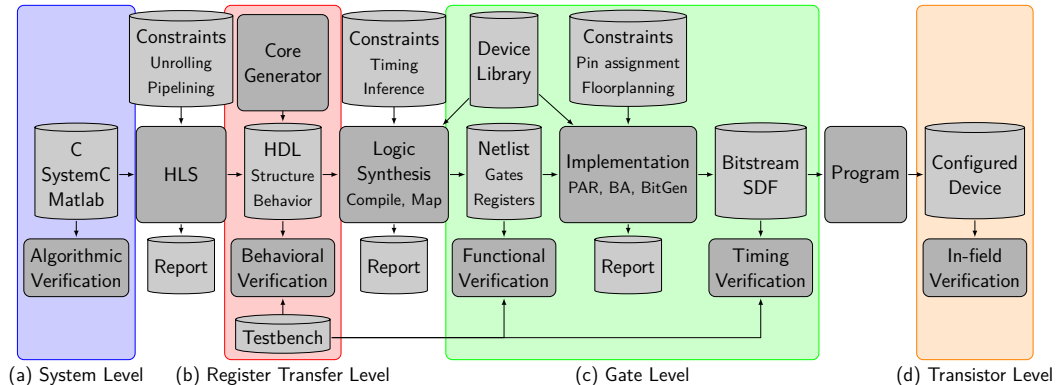 Constraints
Unrolling
Pipelining
Core
Generator
Constraints
Timing
Inference
Device
Library
Constraints
Pin assignment
Floorplanning
C
SystemC
Matlab
HLS
HDL
Structure
Behavior
Logic
Synthesis
Compile, Map
Netlist
Gates
Registers
Implementation
PAR, BA, BitGen
Bitstream
SDF
Program
Configured
Device
Algorithmic
Verification
Report
Behavioral
Verification
Report
Functional
Verification
Report
Timing
Verification
In-field
Verification
Testbench
(a) System Level
(b) Register Transfer Level
(c) Gate Level
(d) Transistor Level